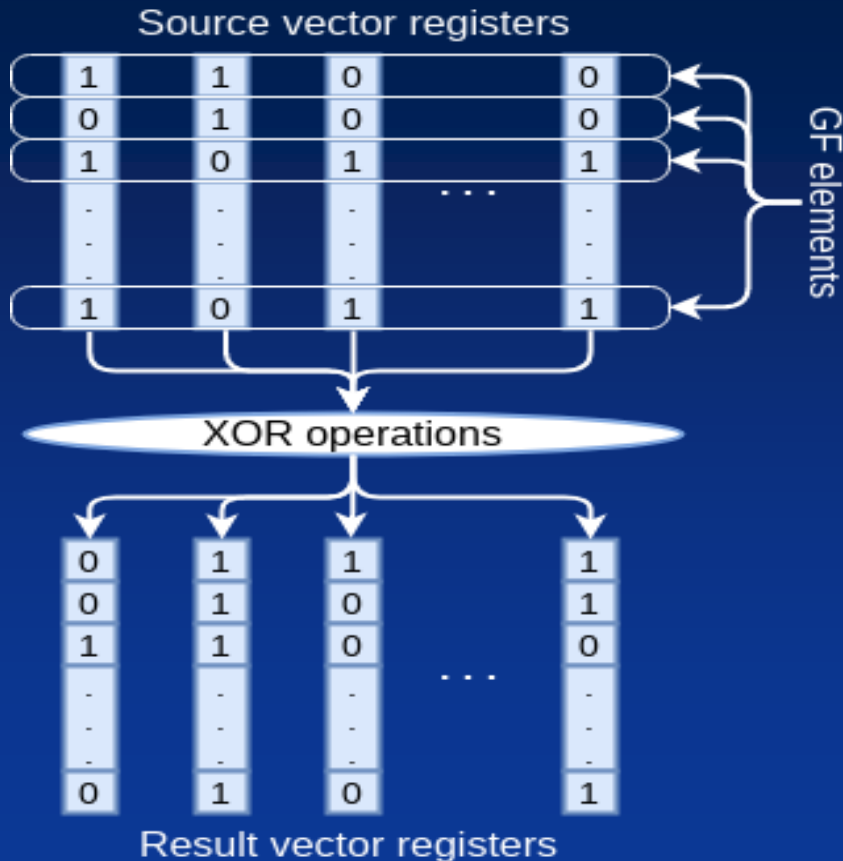 Source vector registers
1 1 0 0
0 1 0 0
1 0 1 1
. . .
- - - -
- - - -
. . . .
1 0 1 1
GF elements
XOR operations
0 1 1 1
0 1 0 1
1 1 0 0
. . .
- - - -
- - - -
. . . .
0 1 0 1
Result vector registers